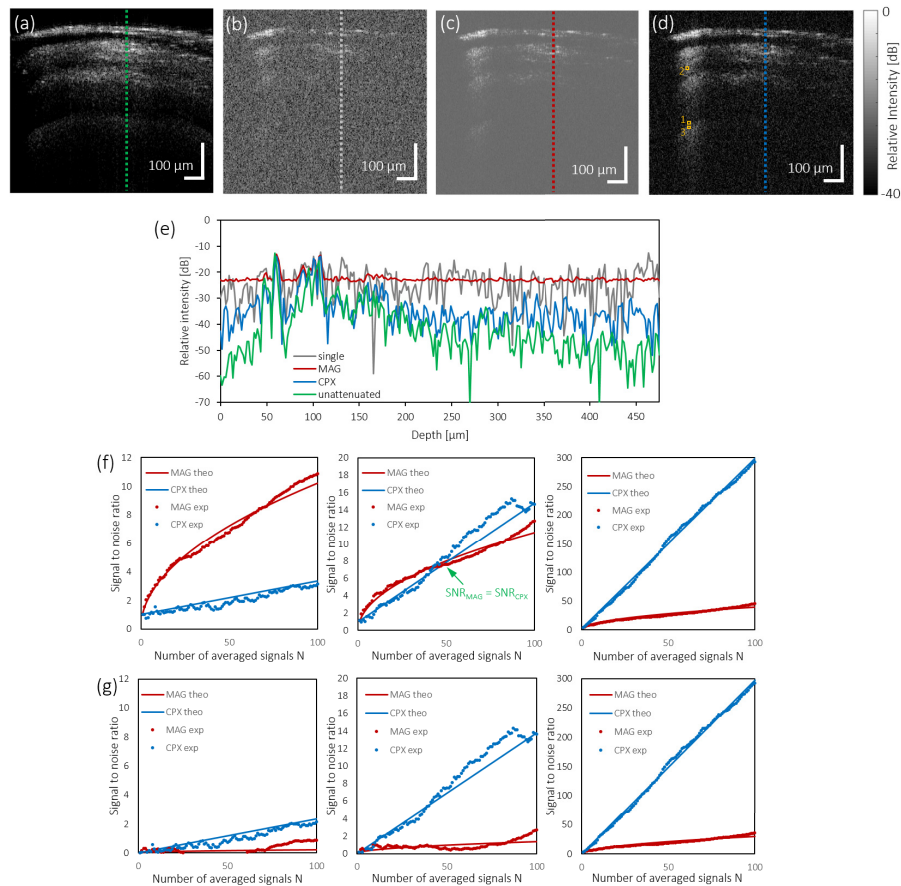 (a)
(b)
(c)
(d)
100 µm
100 µm
100 µm
2
1
3
100 µm
0
Relative Intensity [dB]
-40
(e)
0
-10
-20
-30
-40
-50
-60
-70
Relative intensity [dB]
single
MAG
CPX
unattenuated
0 50 100 150 200 250 300 350 400 450
Depth [µm]
(f)
12
10
8
6
4
2
0
Signal to noise ratio
MAG theo
CPX theo
MAG exp
CPX exp
0 50 100
Number of averaged signals N
20
18
16
14
12
10
8
6
4
2
0
Signal to noise ratio
MAG theo
CPX theo
MAG exp
CPX exp
SNRMAG = SNRCPX
0 50 100
Number of averaged signals N
300
250
200
150
100
50
0
Signal to noise ratio
MAG theo
CPX theo
MAG exp
CPX exp
0 50 100
Number of averaged signals N
(g)
12
10
8
6
4
2
0
Signal to noise ratio
MAG theo
CPX theo
MAG exp
CPX exp
0 50 100
Number of averaged signals N
20
18
16
14
12
10
8
6
4
2
0
Signal to noise ratio
MAG theo
CPX theo
MAG exp
CPX exp
0 50 100
Number of averaged signals N
300
250
200
150
100
50
0
Signal to noise ratio
MAG theo
CPX theo
MAG exp
CPX exp
0 50 100
Number of averaged signals N